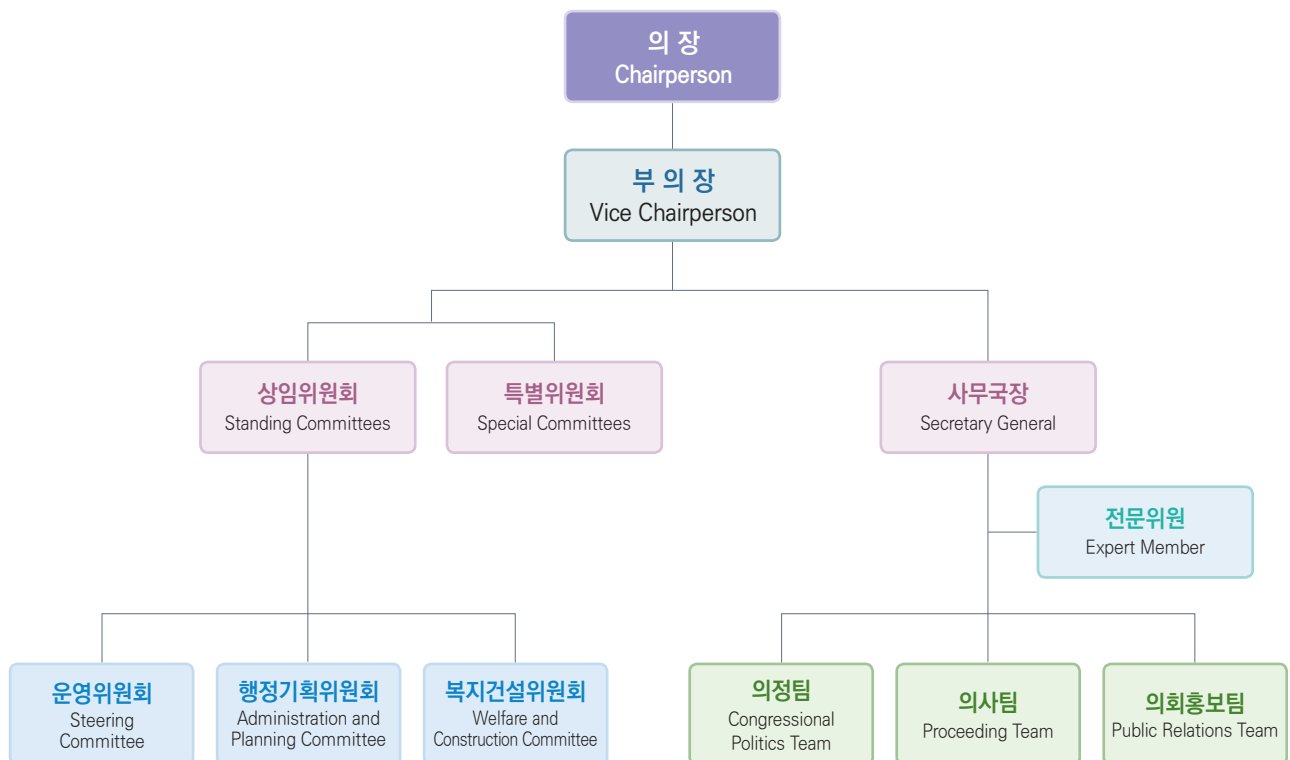 의 장
Chairperson
부 의 장
Vice Chairperson
상임위원회
Standing Committees
특별위원회
Special Committees
사무국장
Secretary General
전문위원
Expert Member
운영위원회
Steering
Committee
행정기획위원회
Administration and
Planning Committee
복지건설위원회
Welfare and
Construction Committee
의정팀
Congressional
Politics Team
의사팀
Proceeding Team
의회홍보팀
Public Relations Team